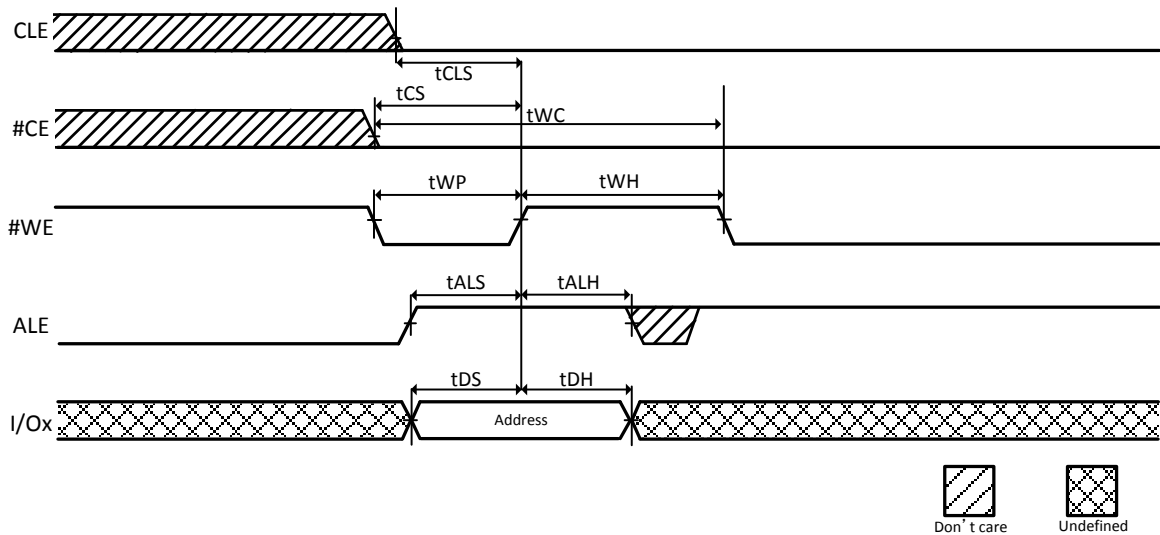 CLE
tCLS
tCS
#CE
tWC
tWP
tWH
#WE
tALS
tALH
ALE
tDS
tDH
I/Ox
Address
Don’t care
Undefined